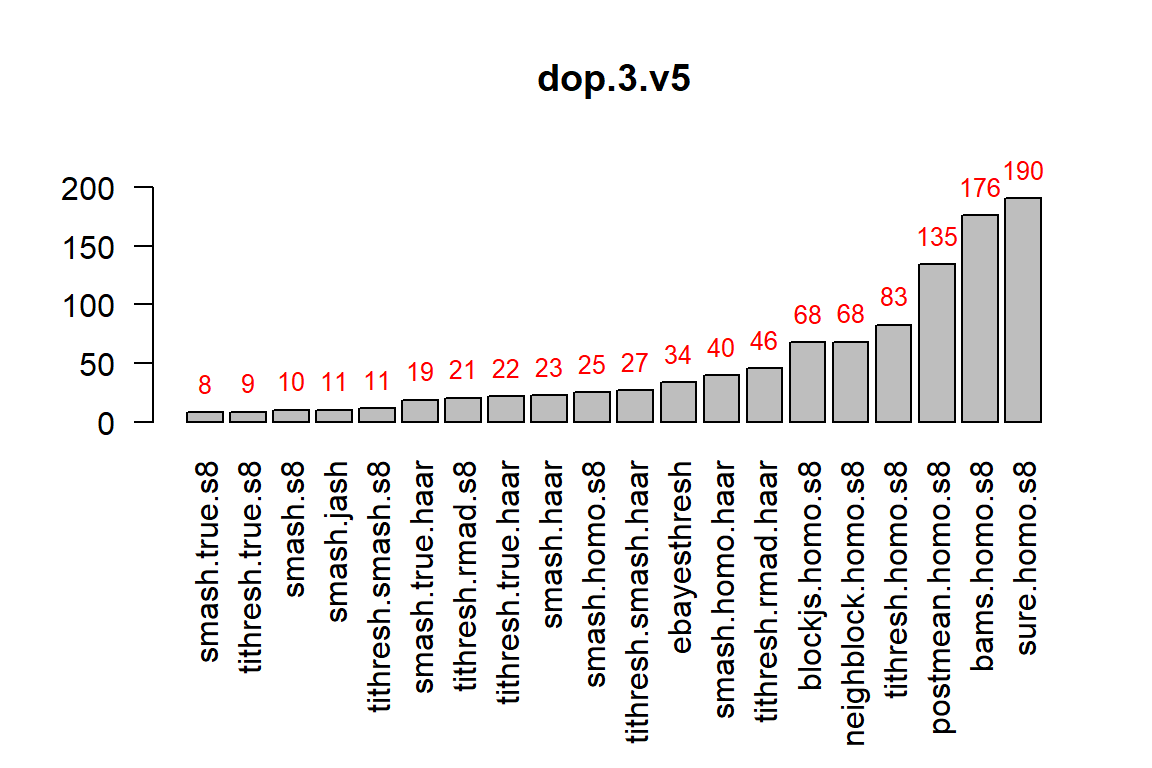 dop.3.v5
200
150
100
50
0
8
9
10
11
11
19
21
22
23
25
27
34
40
46
68
68
83
135
176
190
smash.true.s8
tithresh.true.s8
smash.s8
smash.jash
tithresh.smash.s8
smash.true.haar
tithresh.rmad.s8
tithresh.true.haar
smash.haar
smash.homo.s8
tithresh.smash.haar
ebayesthresh
smash.homo.haar
tithresh.rmad.haar
blockjs.homo.s8
neighblock.homo.s8
tithresh.homo.s8
postmean.homo.s8
bams.homo.s8
sure.homo.s8